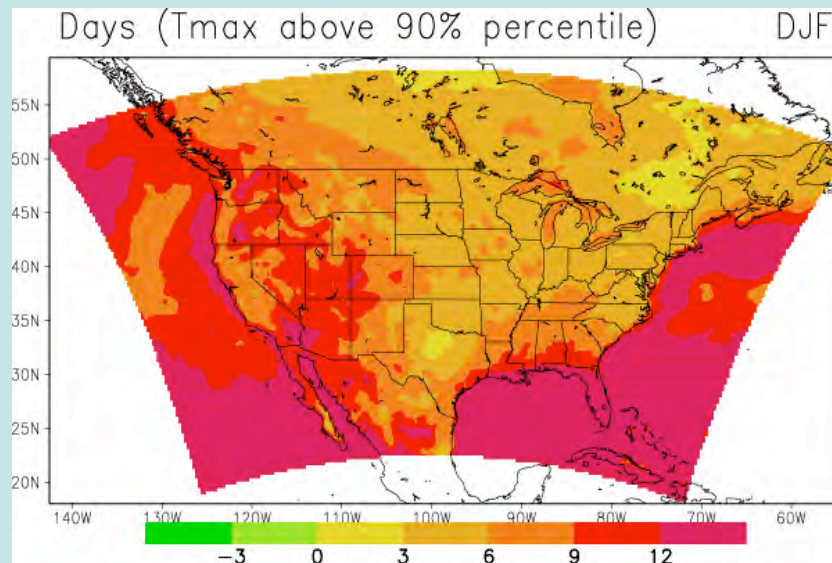 Days (Tmax above 90% percentile) DJF
55N
50N
45N
40N
35N
30N
25N
20N
140W 130W 120W 110W 100W 90W 80W 70W 60W
−3 0 3 6 9 12